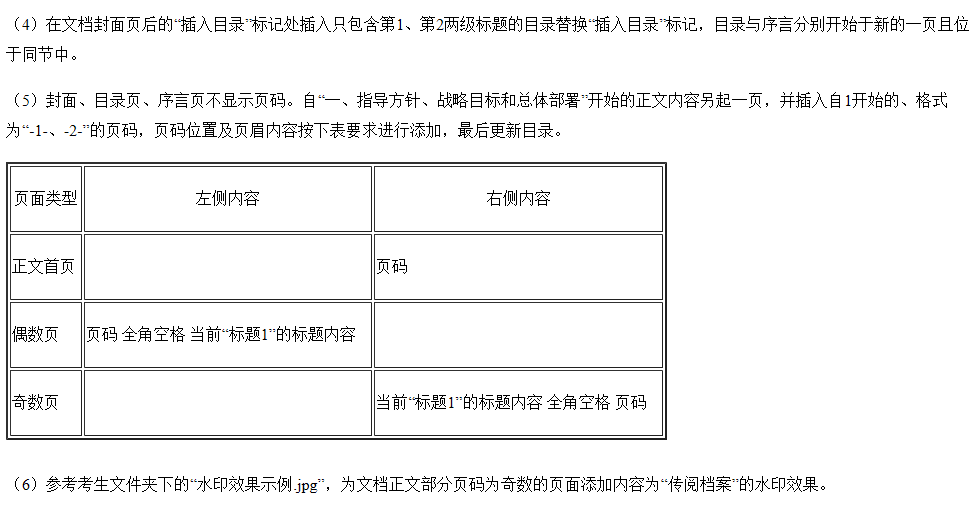 （4）在文档封面页后的“插入目录”标记处插入只包含第1、第2两级标题的目录替换“插入目录”标记，目录与序言分别开始于新的一页且位
于同节中。
（5）封面、目录页、序言页不显示页码。自“一、指导方针、战略目标和总体部署”开始的正文内容另起一页，并插入自1开始的、格式
为“-1-、-2-”的页码，页码位置及页眉内容按下表要求进行添加，最后更新目录。
页面类型 左侧内容 右侧内容
正文首页 页码
偶数页 页码 全角空格 当前“标题1”的标题内容
奇数页 当前“标题1”的标题内容 全角空格 页码
（6）参考考生文件夹下的“水印效果示例.jpg”，为文档正文部分页码为奇数的页面添加内容为“传阅档案”的水印效果。